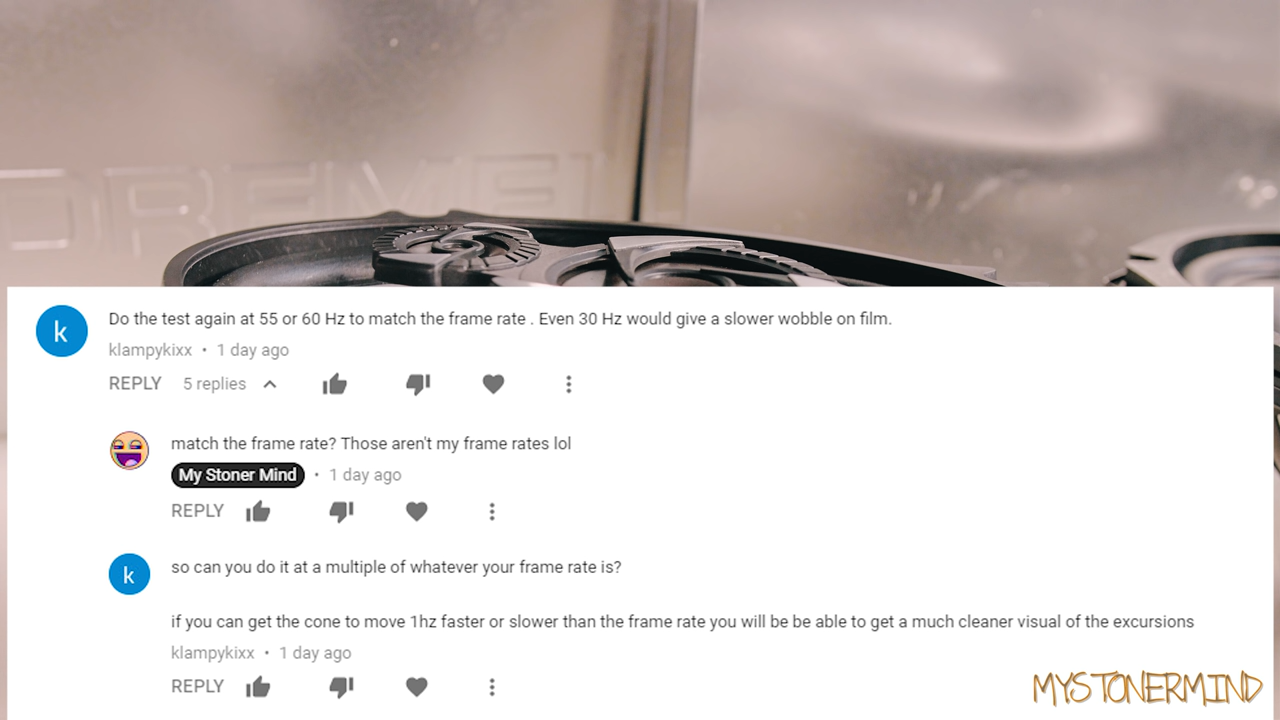 DREMEL
k
Do the test again at 55 or 60 Hz to match the frame rate . Even 30 Hz would give a slower wobble on film.
klampykixx • 1 day ago
REPLY 5 replies
match the frame rate? Those aren't my frame rates lol
My Stoner Mind • 1 day ago
REPLY
k
so can you do it at a multiple of whatever your frame rate is?
if you can get the cone to move 1hz faster or slower than the frame rate you will be be able to get a much cleaner visual of the excursions
klampykixx • 1 day ago
REPLY
MYSTONERMIND